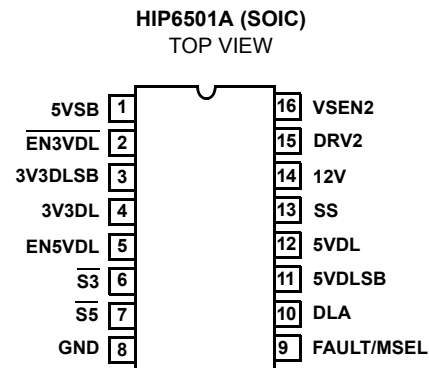 HIP6501A (SOIC)
TOP VIEW
5VSB 1 16 VSEN2
EN3VDL 2 15 DRV2
3V3DLSB 3 14 12V
3V3DL 4 13 SS
EN5VDL 5 12 5VDL
S3 6 11 5VDLSB
S5 7 10 DLA
GND 8 9 FAULT/MSEL